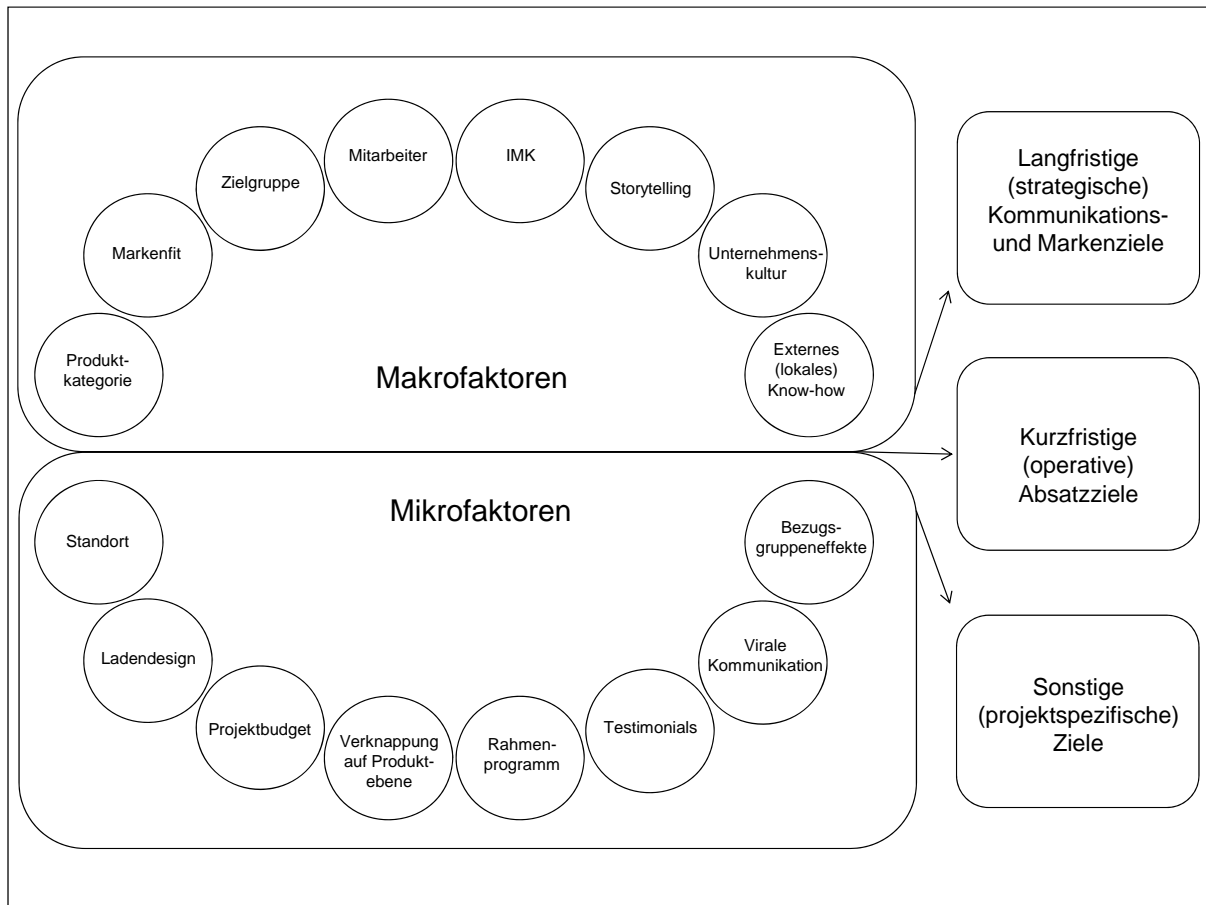 Produkt-
kategorie
Markenfit
Zielgruppe
Mitarbeiter
IMK
Storytelling
Unternehmens-
kultur
Externes
(lokales)
Know-how
Makrofaktoren
Mikrofaktoren
Standort
Ladendesign
Projektbudget
Verknappung
auf Produkt-
ebene
Rahmen-
programm
Testimonials
Virale
Kommunikation
Bezugs-
gruppeneffekte
Langfristige
(strategische)
Kommunikations-
und Markenziele
Kurzfristige
(operative)
Absatzziele
Sonstige
(projektspezifische)
Ziele